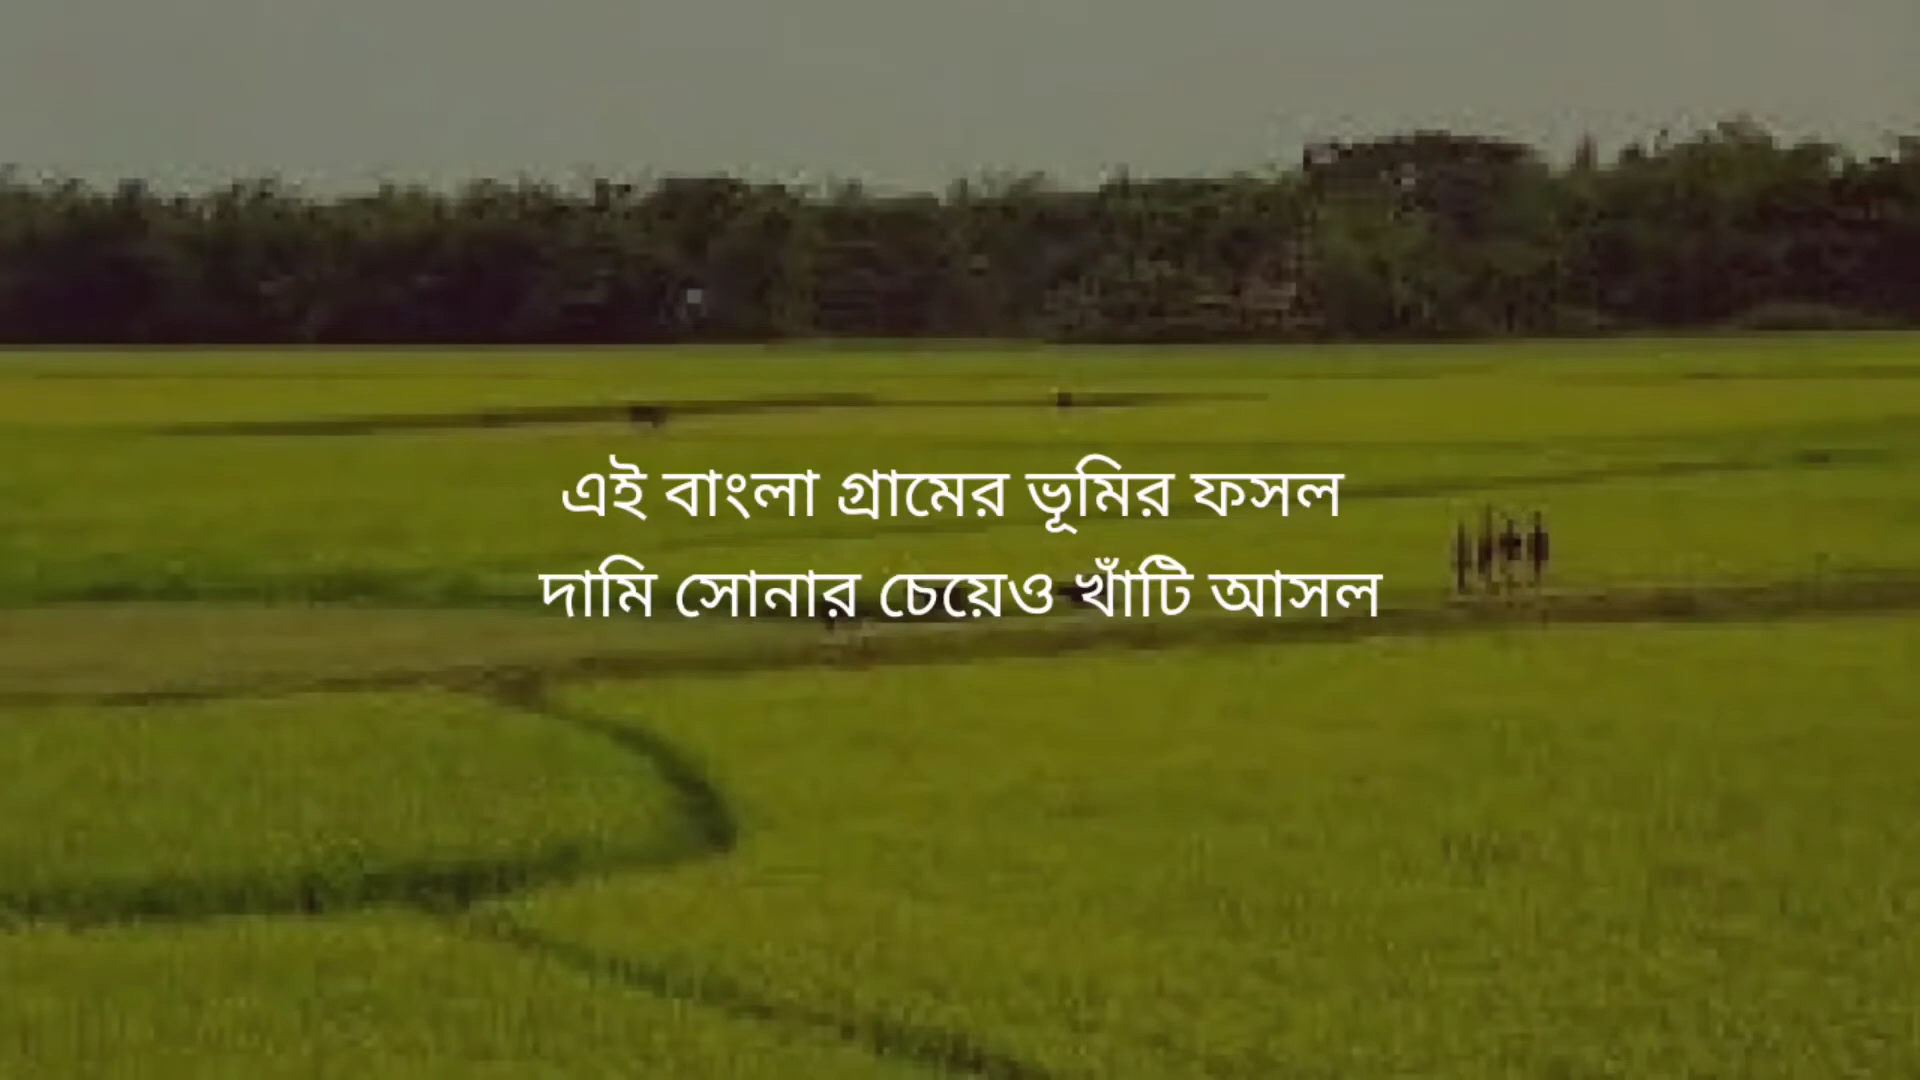 এই বাংলা গ্রামের ভূমির ফসল
দামি সোনার চেয়েও খাঁটি আসল